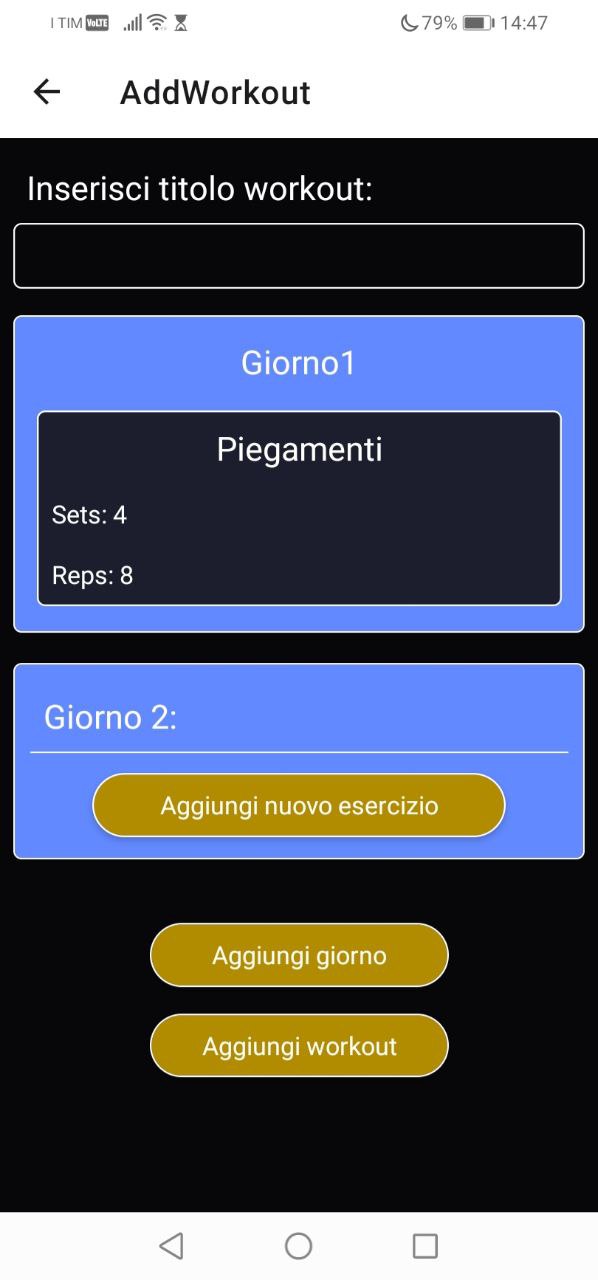 I TIM VoLTE 79% 14:47
AddWorkout
Inserisci titolo workout:
Giorno1
Piegamenti
Sets: 4
Reps: 8
Giorno 2:
Aggiungi nuovo esercizio
Aggiungi giorno
Aggiungi workout